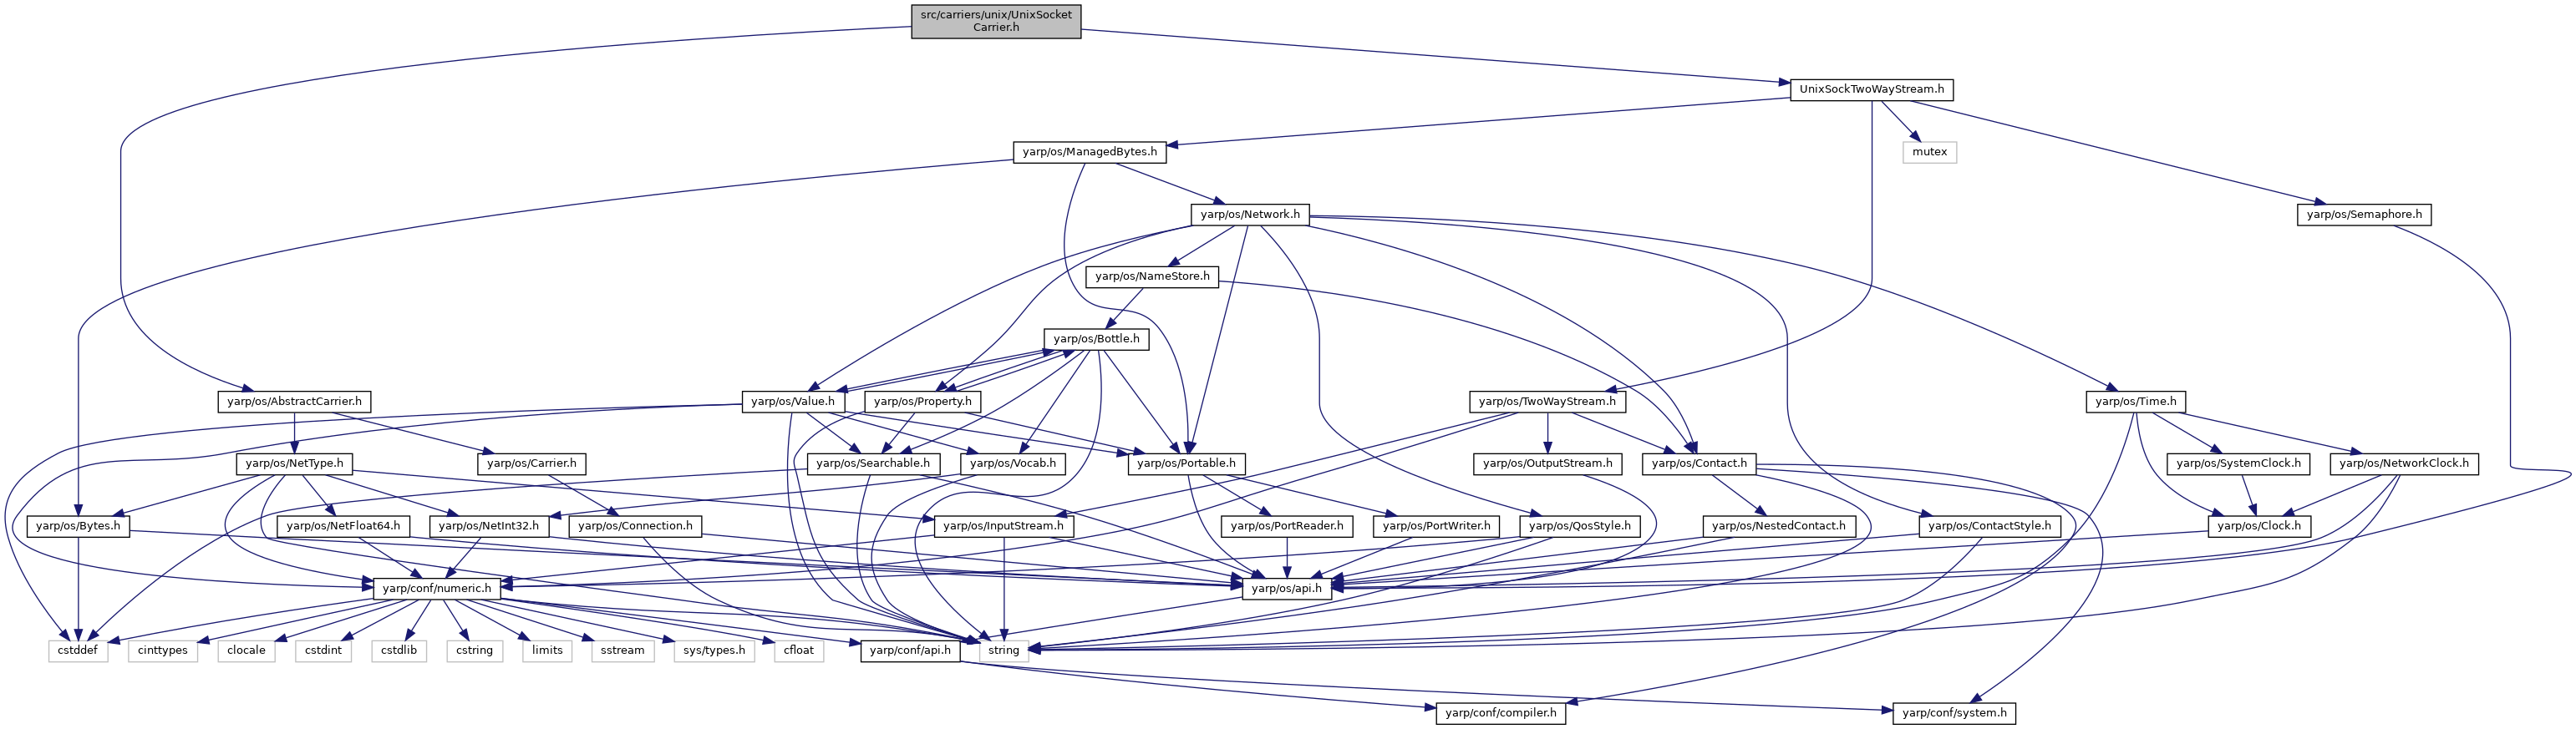 src/carriers/unix/UnixSocket
Carrier.h
UnixSockTwoWayStream.h
yarp/os/ManagedBytes.h
mutex
yarp/os/Network.h
yarp/os/Semaphore.h
yarp/os/NameStore.h
yarp/os/Bottle.h
yarp/os/AbstractCarrier.h
yarp/os/Value.h
yarp/os/Property.h
yarp/os/TwoWayStream.h
yarp/os/Time.h
yarp/os/NetType.h
yarp/os/Carrier.h
yarp/os/Searchable.h
yarp/os/Vocab.h
yarp/os/Portable.h
yarp/os/OutputStream.h
yarp/os/Contact.h
yarp/os/SystemClock.h
yarp/os/NetworkClock.h
yarp/os/Bytes.h
yarp/os/NetFloat64.h
yarp/os/NetInt32.h
yarp/os/Connection.h
yarp/os/InputStream.h
yarp/os/PortReader.h
yarp/os/PortWriter.h
yarp/os/QosStyle.h
yarp/os/NestedContact.h
yarp/os/ContactStyle.h
yarp/os/Clock.h
yarp/conf/numeric.h
yarp/os/api.h
cstddef
cinttypes
clocale
cstdint
cstdlib
cstring
limits
sstream
sys/types.h
cfloat
yarp/conf/api.h
string
yarp/conf/compiler.h
yarp/conf/system.h